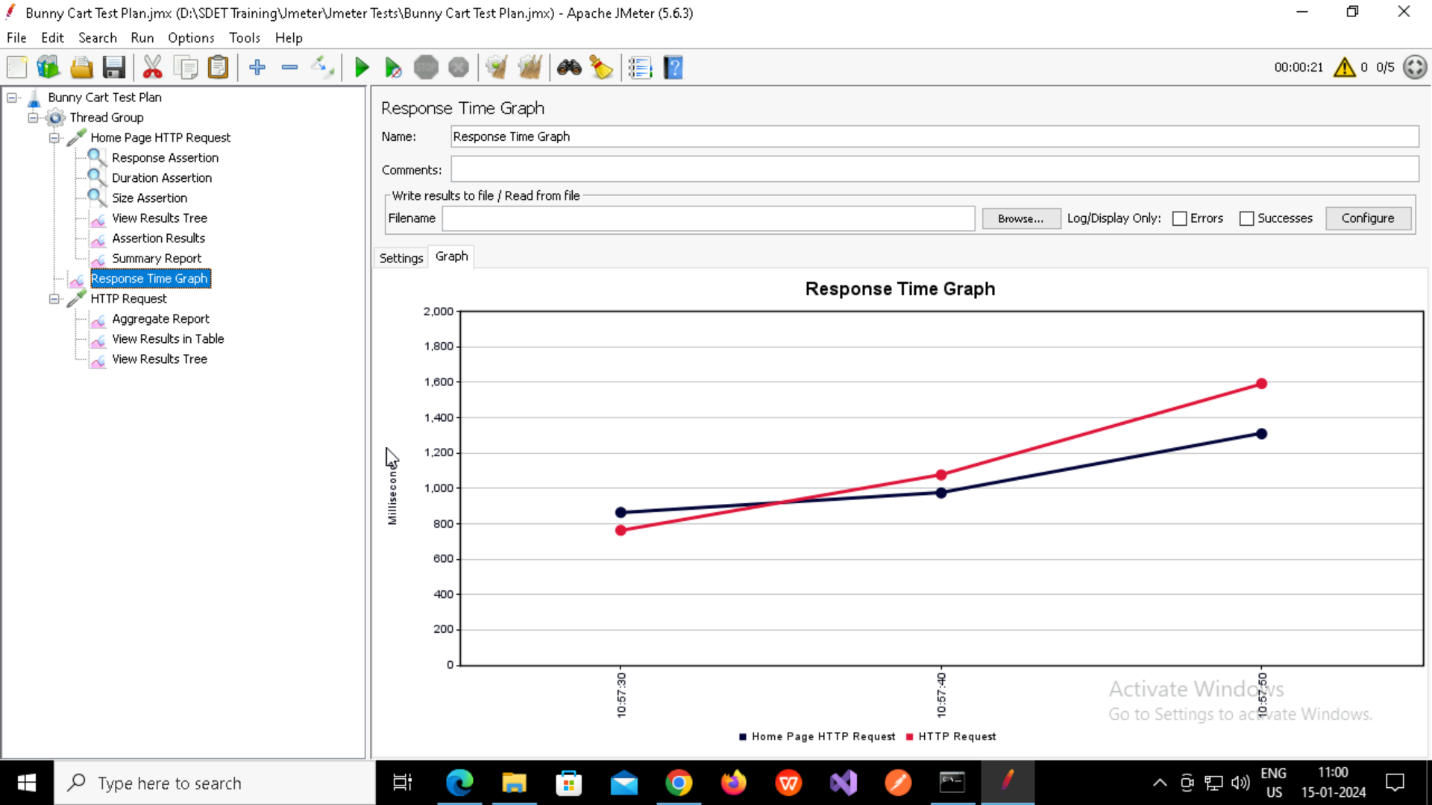 Bunny Cart Test Plan.jmx (D:\SDET Training\Jmeter\Jmeter Tests\Bunny Cart Test Plan.jmx) - Apache JMeter (5.6.3)
File Edit Search Run Options Tools Help
00:00:21 0 0/5
Bunny Cart Test Plan
Thread Group
Home Page HTTP Request
Response Assertion
Duration Assertion
Size Assertion
View Results Tree
Assertion Results
Summary Report
Response Time Graph
HTTP Request
Aggregate Report
View Results in Table
View Results Tree
Response Time Graph
Name: Response Time Graph
Comments:
Write results to file / Read from file
Filename Browse... Log/Display Only: Errors Successes Configure
Settings Graph
Response Time Graph
2,000
1,800
1,600
1,400
1,200
1,000
800
600
400
200
0
Milliseconds
10:57:30 10:57:40 10:57:50
Activate Windows
Go to Settings to activate Windows.
Home Page HTTP Request HTTP Request
Type here to search
ENG
US
11:00
15-01-2024